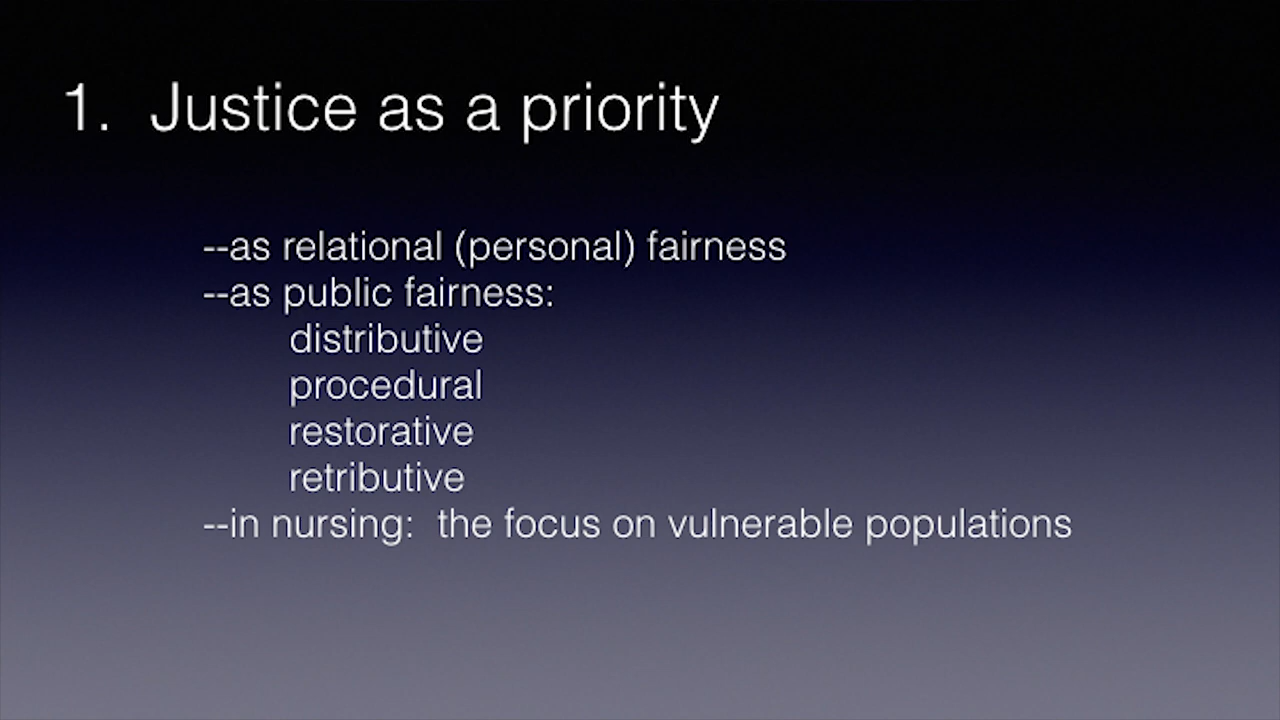 1.  Justice as a priority
--as relational (personal) fairness
--as public fairness:
distributive
procedural
restorative
retributive
--in nursing:  the focus on vulnerable populations